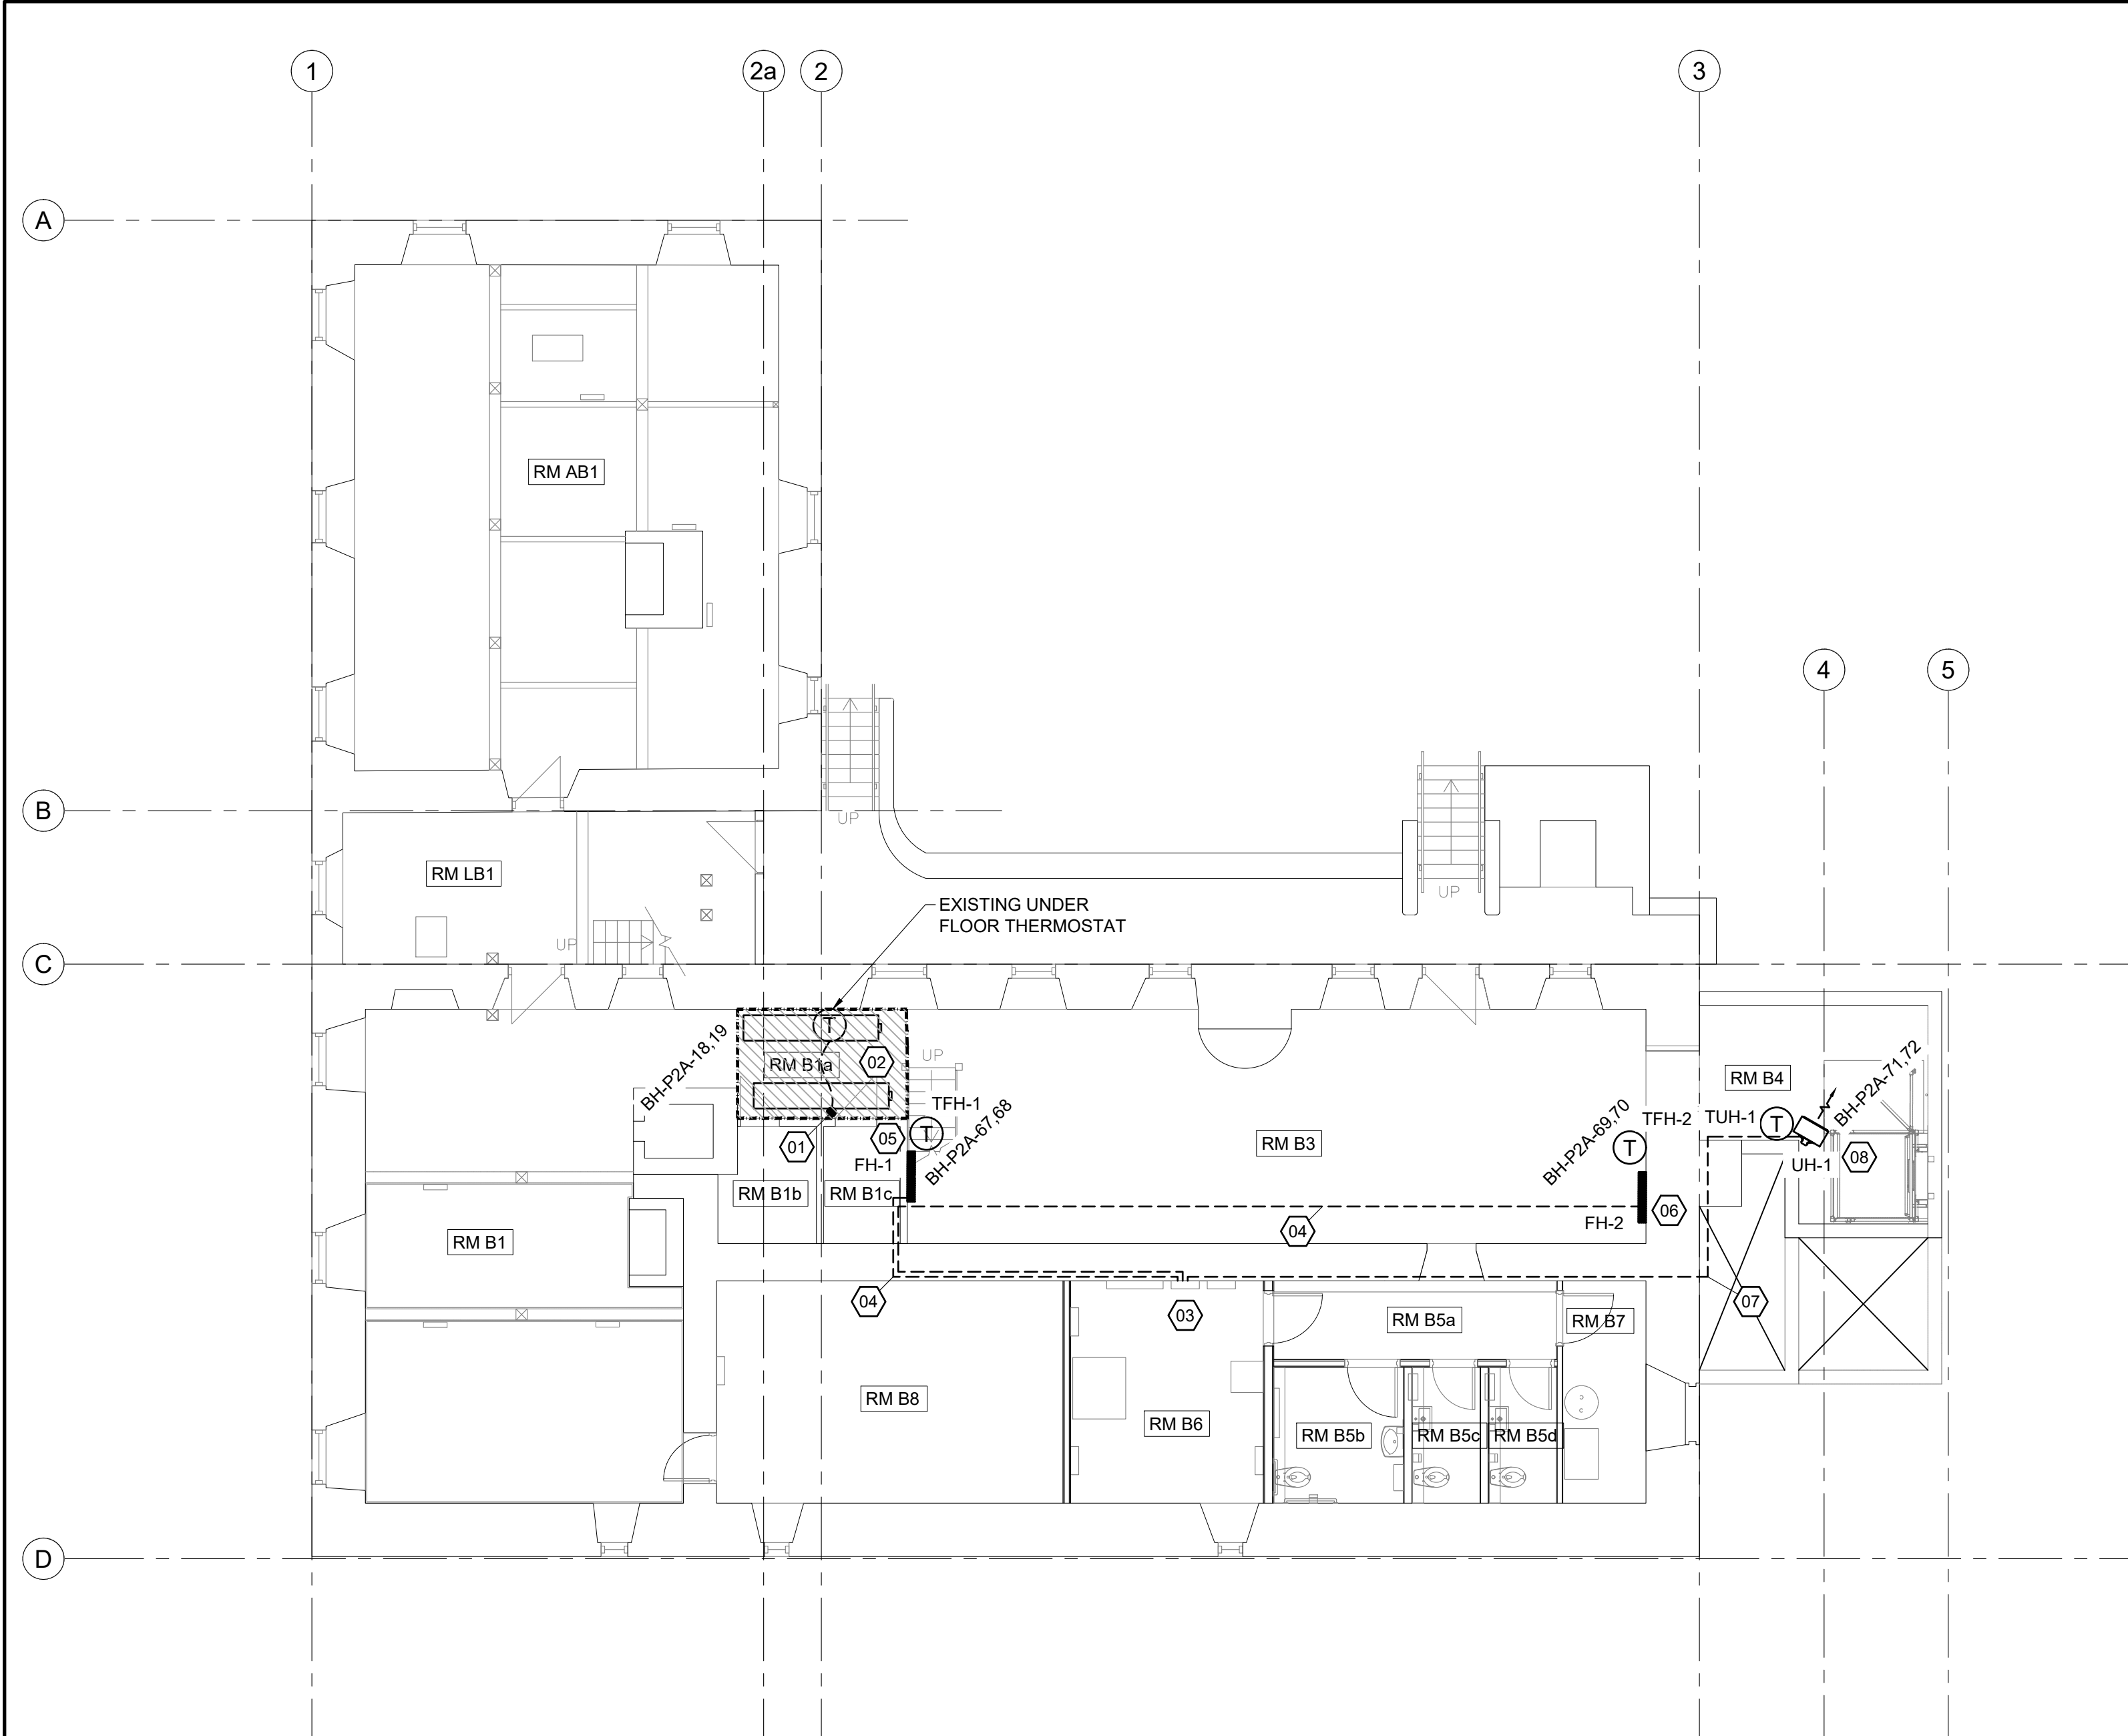 1
2a
2
3
A
RM AB1
4
5
B
UP
UP
RM LB1
UP
EXISTING UNDER
FLOOR THERMOSTAT
C
T
BH-P2A-18,19
RM B1a
02
UP
TFH-1
T
BH-P2A-67,68
01
05
FH-1
RM B1b
RM B1c
RM B1
RM B3
BH-P2A-69,70
TFH-2
T
TUH-1
T
RM B4
BH-P2A-71,72
UH-1
08
FH-2
06
04
04
03
07
RM B5a
RM B7
RM B8
RM B6
RM B5b
RM B5c
RM B5d
D